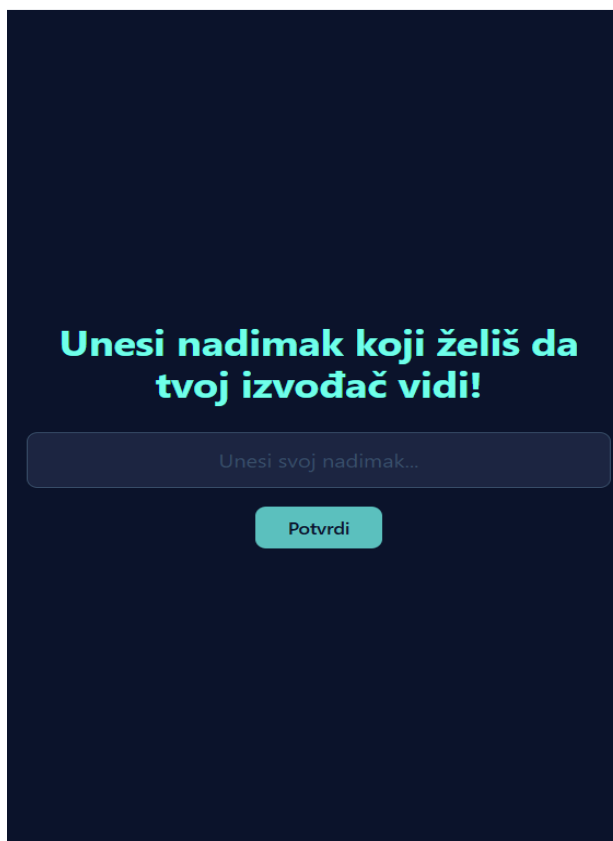 Unesi nadimak koji želiš da
tvoj izvođač vidi!
Unesi svoj nadimak...
Potvrdi